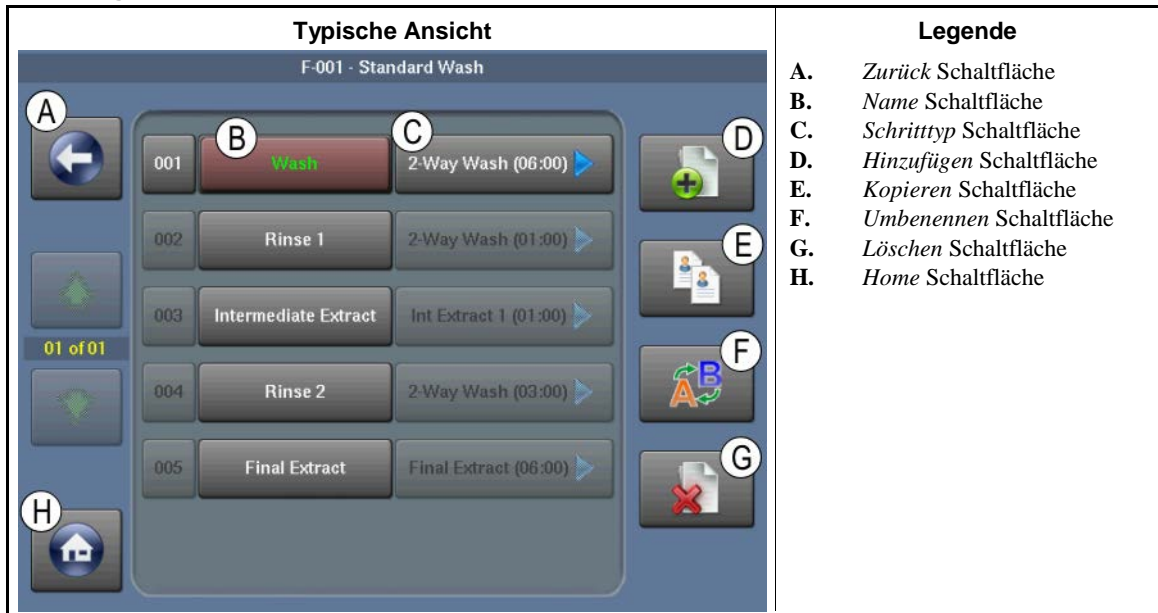 Typische Ansicht
F-001 - Standard Wash
A
001 B Wash C 2-Way Wash (06:00) D
002 Rinse 1 2-Way Wash (01:00) E
003 Intermediate Extract Int Extract 1 (01:00)
01 of 01
F
A B
004 Rinse 2 2-Way Wash (03:00)
005 Final Extract Final Extract (06:00) G
H
Legende
A. Zurück Schaltfläche
B. Name Schaltfläche
C. Schritttyp Schaltfläche
D. Hinzufügen Schaltfläche
E. Kopieren Schaltfläche
F. Umbenennen Schaltfläche
G. Löschen Schaltfläche
H. Home Schaltfläche